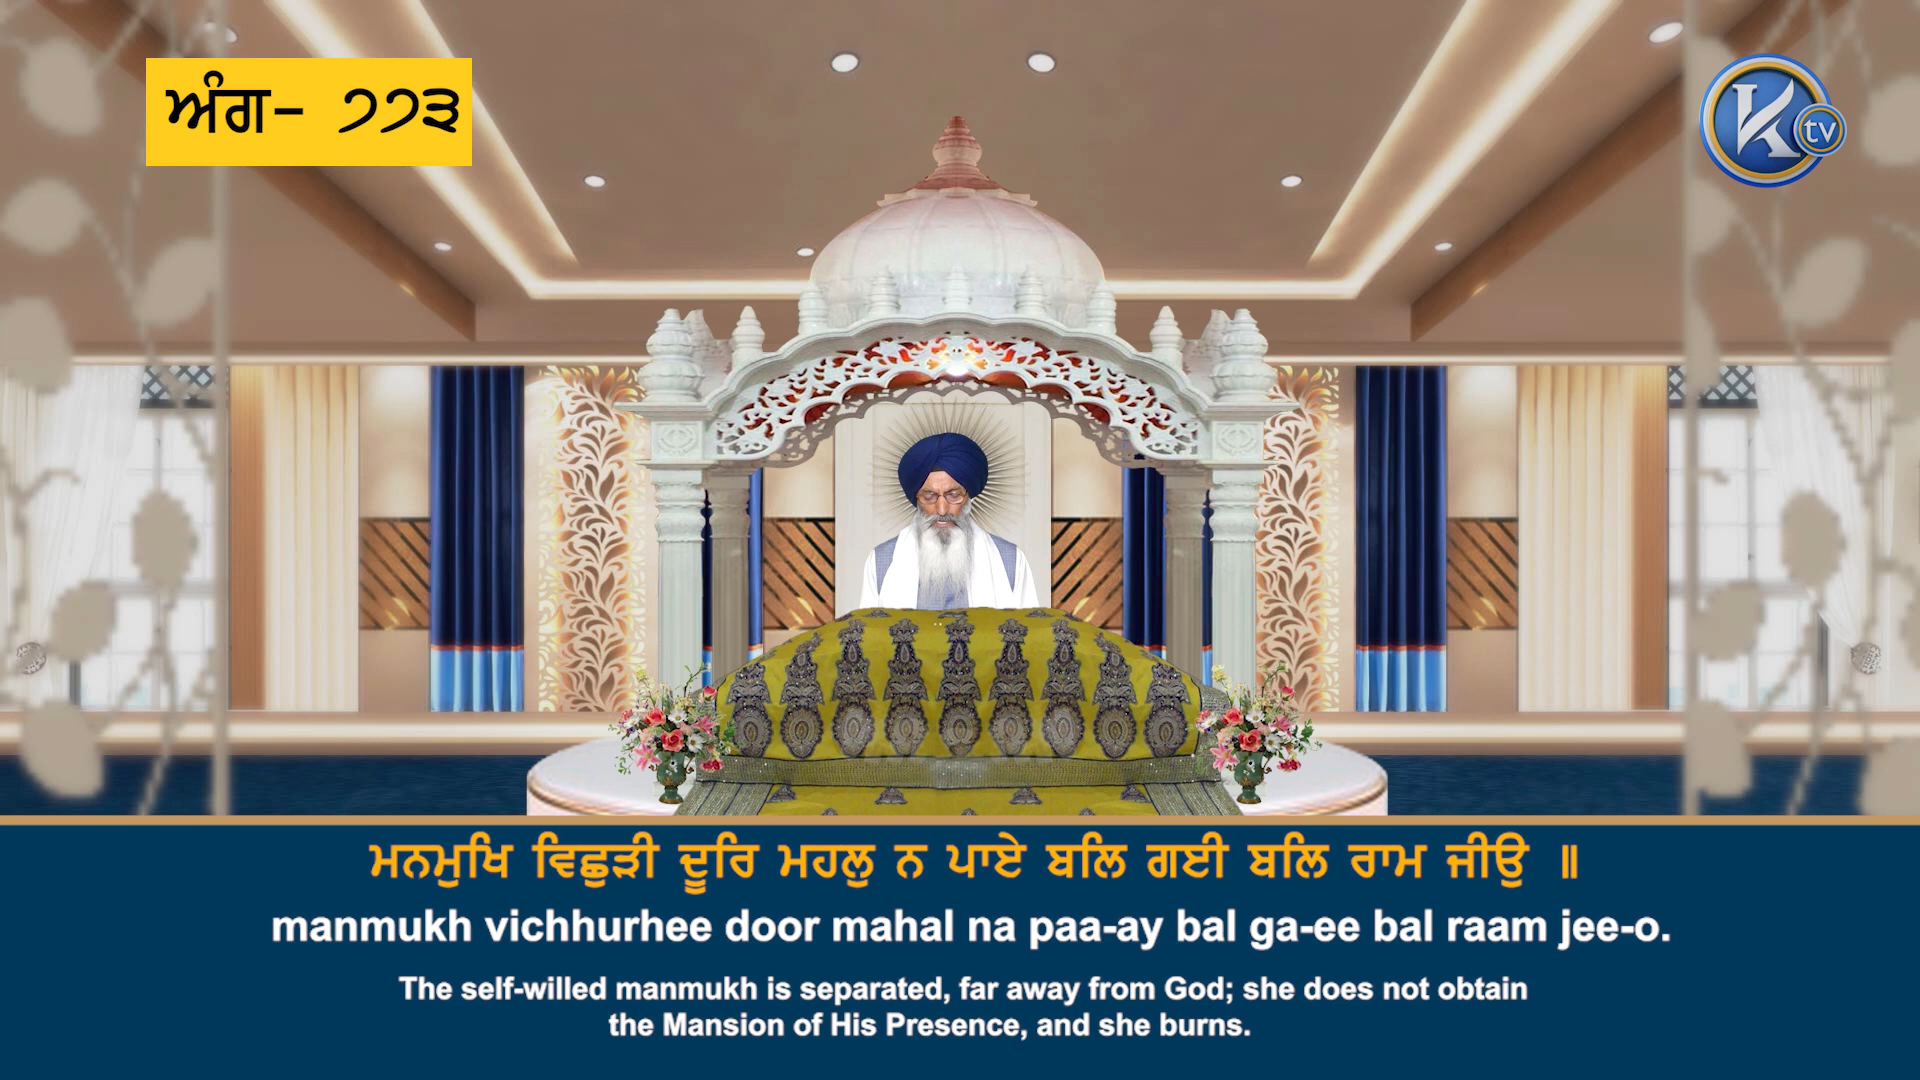 ਅੰਗ- ੭੭੩
K tv
ਮਨਮੁਖਿ ਵਿਛੁੜੀ ਦੂਰਿ ਮਹਲੁ ਨ ਪਾਏ ਬਲਿ ਗਈ ਬਲਿ ਰਾਮ ਜੀਉ ॥
manmukh vichhurhee door mahal na paa-ay bal ga-ee bal raam jee-o.
The self-willed manmukh is separated, far away from God; she does not obtain
the Mansion of His Presence, and she burns.